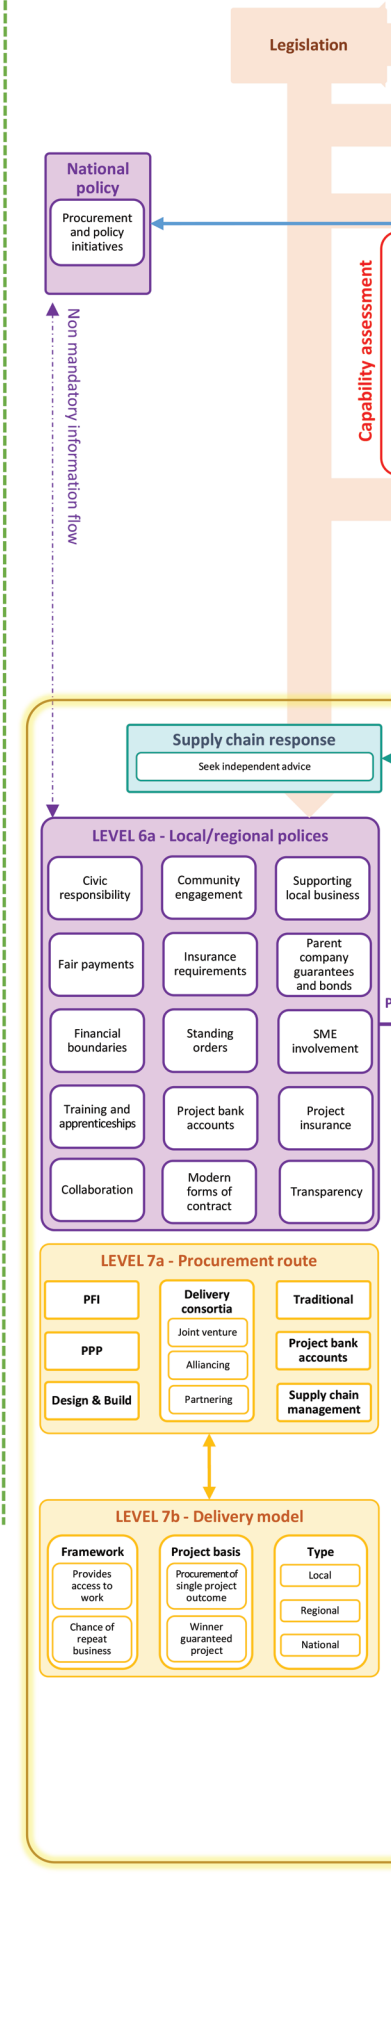 Legislation
National
policy
Procurement
and policy
initiatives
Capability assessment
Non mandatory information flow
Supply chain response
Seek independent advice
LEVEL 6a - Local/regional polices
Civic
responsibility
Community
engagement
Supporting
local business
Fair payments
Insurance
requirements
Parent
company
guarantees
and bonds
P
Financial
boundaries
Standing
orders
SME
involvement
Training and
apprenticeships
Project bank
accounts
Project
insurance
Collaboration
Modern
forms of
contract
Transparency
LEVEL 7a - Procurement route
PFI
PPP
Design & Build
Delivery
consortia
Joint venture
Alliancing
Partnering
Traditional
Project bank
accounts
Supply chain
management
LEVEL 7b - Delivery model
Framework
Provides
access to
work
Chance of
repeat
business
Project basis
Procurement of
single project
outcome
Winner
guaranteed
project
Type
Local
Regional
National